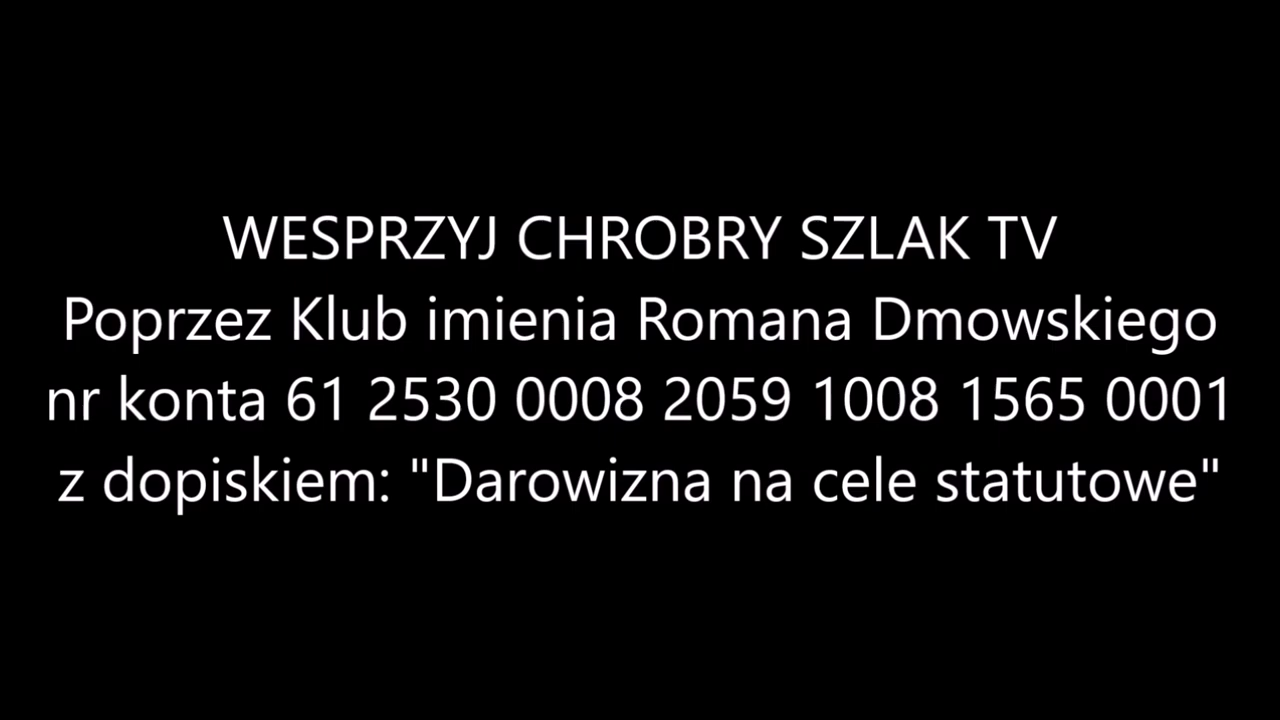 WESPRZYJ CHROBRY SZLAK TV
Poprzez Klub imienia Romana Dmowskiego
nr konta 61 2530 0008 2059 1008 1565 0001
z dopiskiem: "Darowizna na cele statutowe"